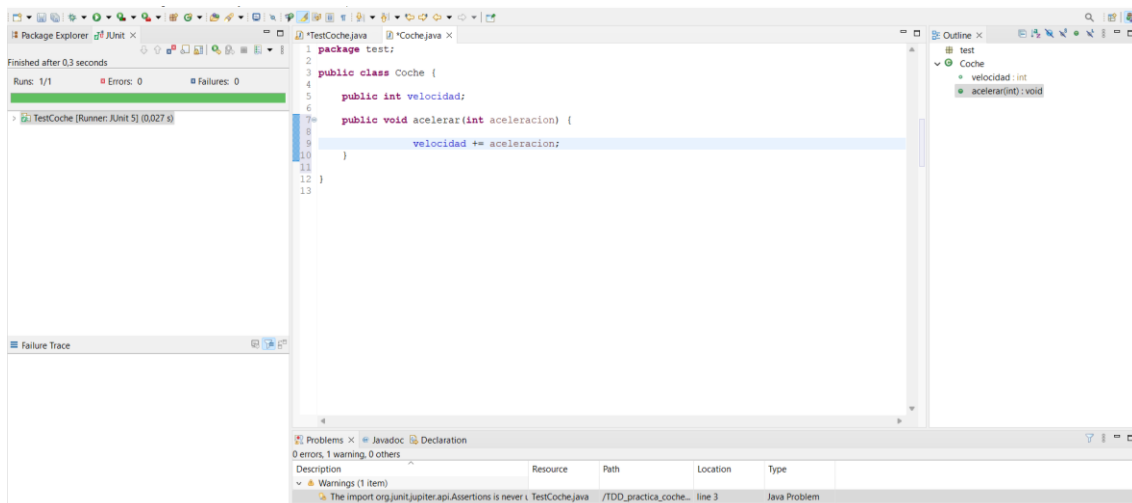 Package Explorer JUnit
Finished after 0,3 seconds
Runs: 1/1 Errors: 0 Failures: 0
TestCoche [Runner: JUnit 5] (0,027 s)
Failure Trace
*TestCoche.java *Coche.java
1 package test;
2
3 public class Coche {
4
5 public int velocidad;
6
7 public void acelerar(int aceleracion) {
8
9 velocidad += aceleracion;
10 }
11
12 }
13
Problems Javadoc Declaration
0 errors, 1 warning, 0 others
Description Resource Path Location Type
Warnings (1 item)
The import org.junit.jupiter.api.Assertions is never u TestCoche.java /TDD_practica_coche... line 3 Java Problem
Outline
test
Coche
velocidad : int
acelerar(int) : void